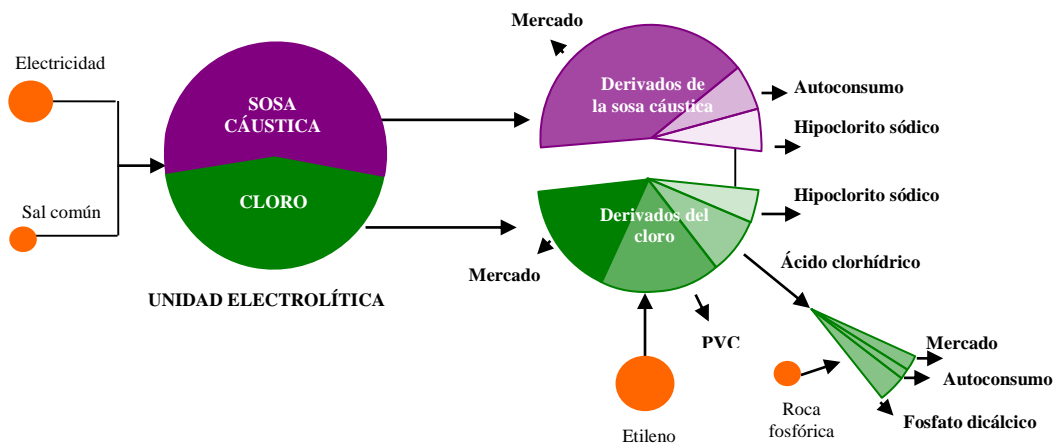 Mercado
Electricidad
SOSA
CÁUSTICA
Derivados de
la sosa cáustica
Autoconsumo
Hipoclorito sódico
Sal común
CLORO
Derivados del
cloro
Hipoclorito sódico
Mercado
Ácido clorhídrico
UNIDAD ELECTROLÍTICA
PVC
Mercado
Autoconsumo
Roca
fosfórica
Fosfato dicálcico
Etileno